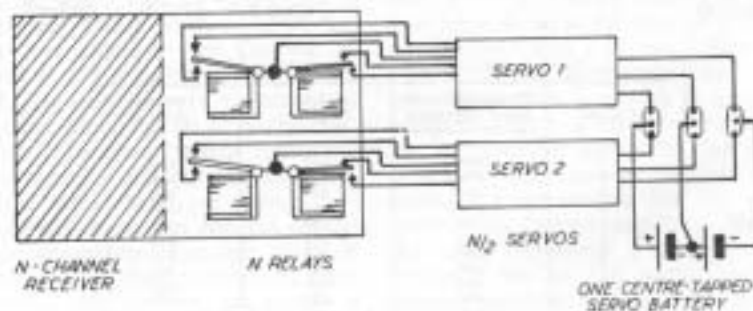 SERVO 1
SERVO 2
N-CHANNEL
RECEIVER
N RELAYS
N/2 SERVOS
+
-
+
-
ONE CENTRE-TAPPED
SERVO BATTERY